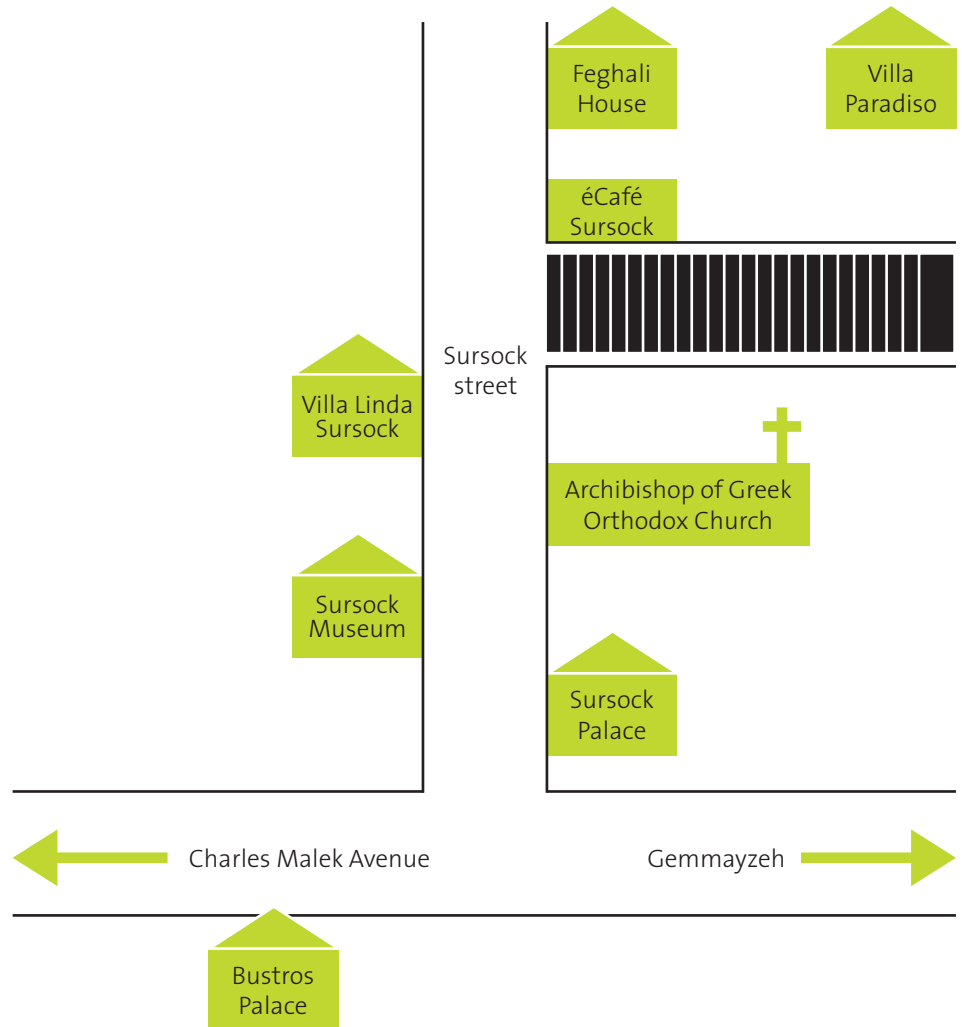 Feghali
House
Villa
Paradiso
éCafé
Sursock
Sursock
street
Villa Linda
Sursock
Archibishop of Greek
Orthodox Church
Sursock
Museum
Sursock
Palace
Charles Malek Avenue
Gemmayzeh
Bustros
Palace